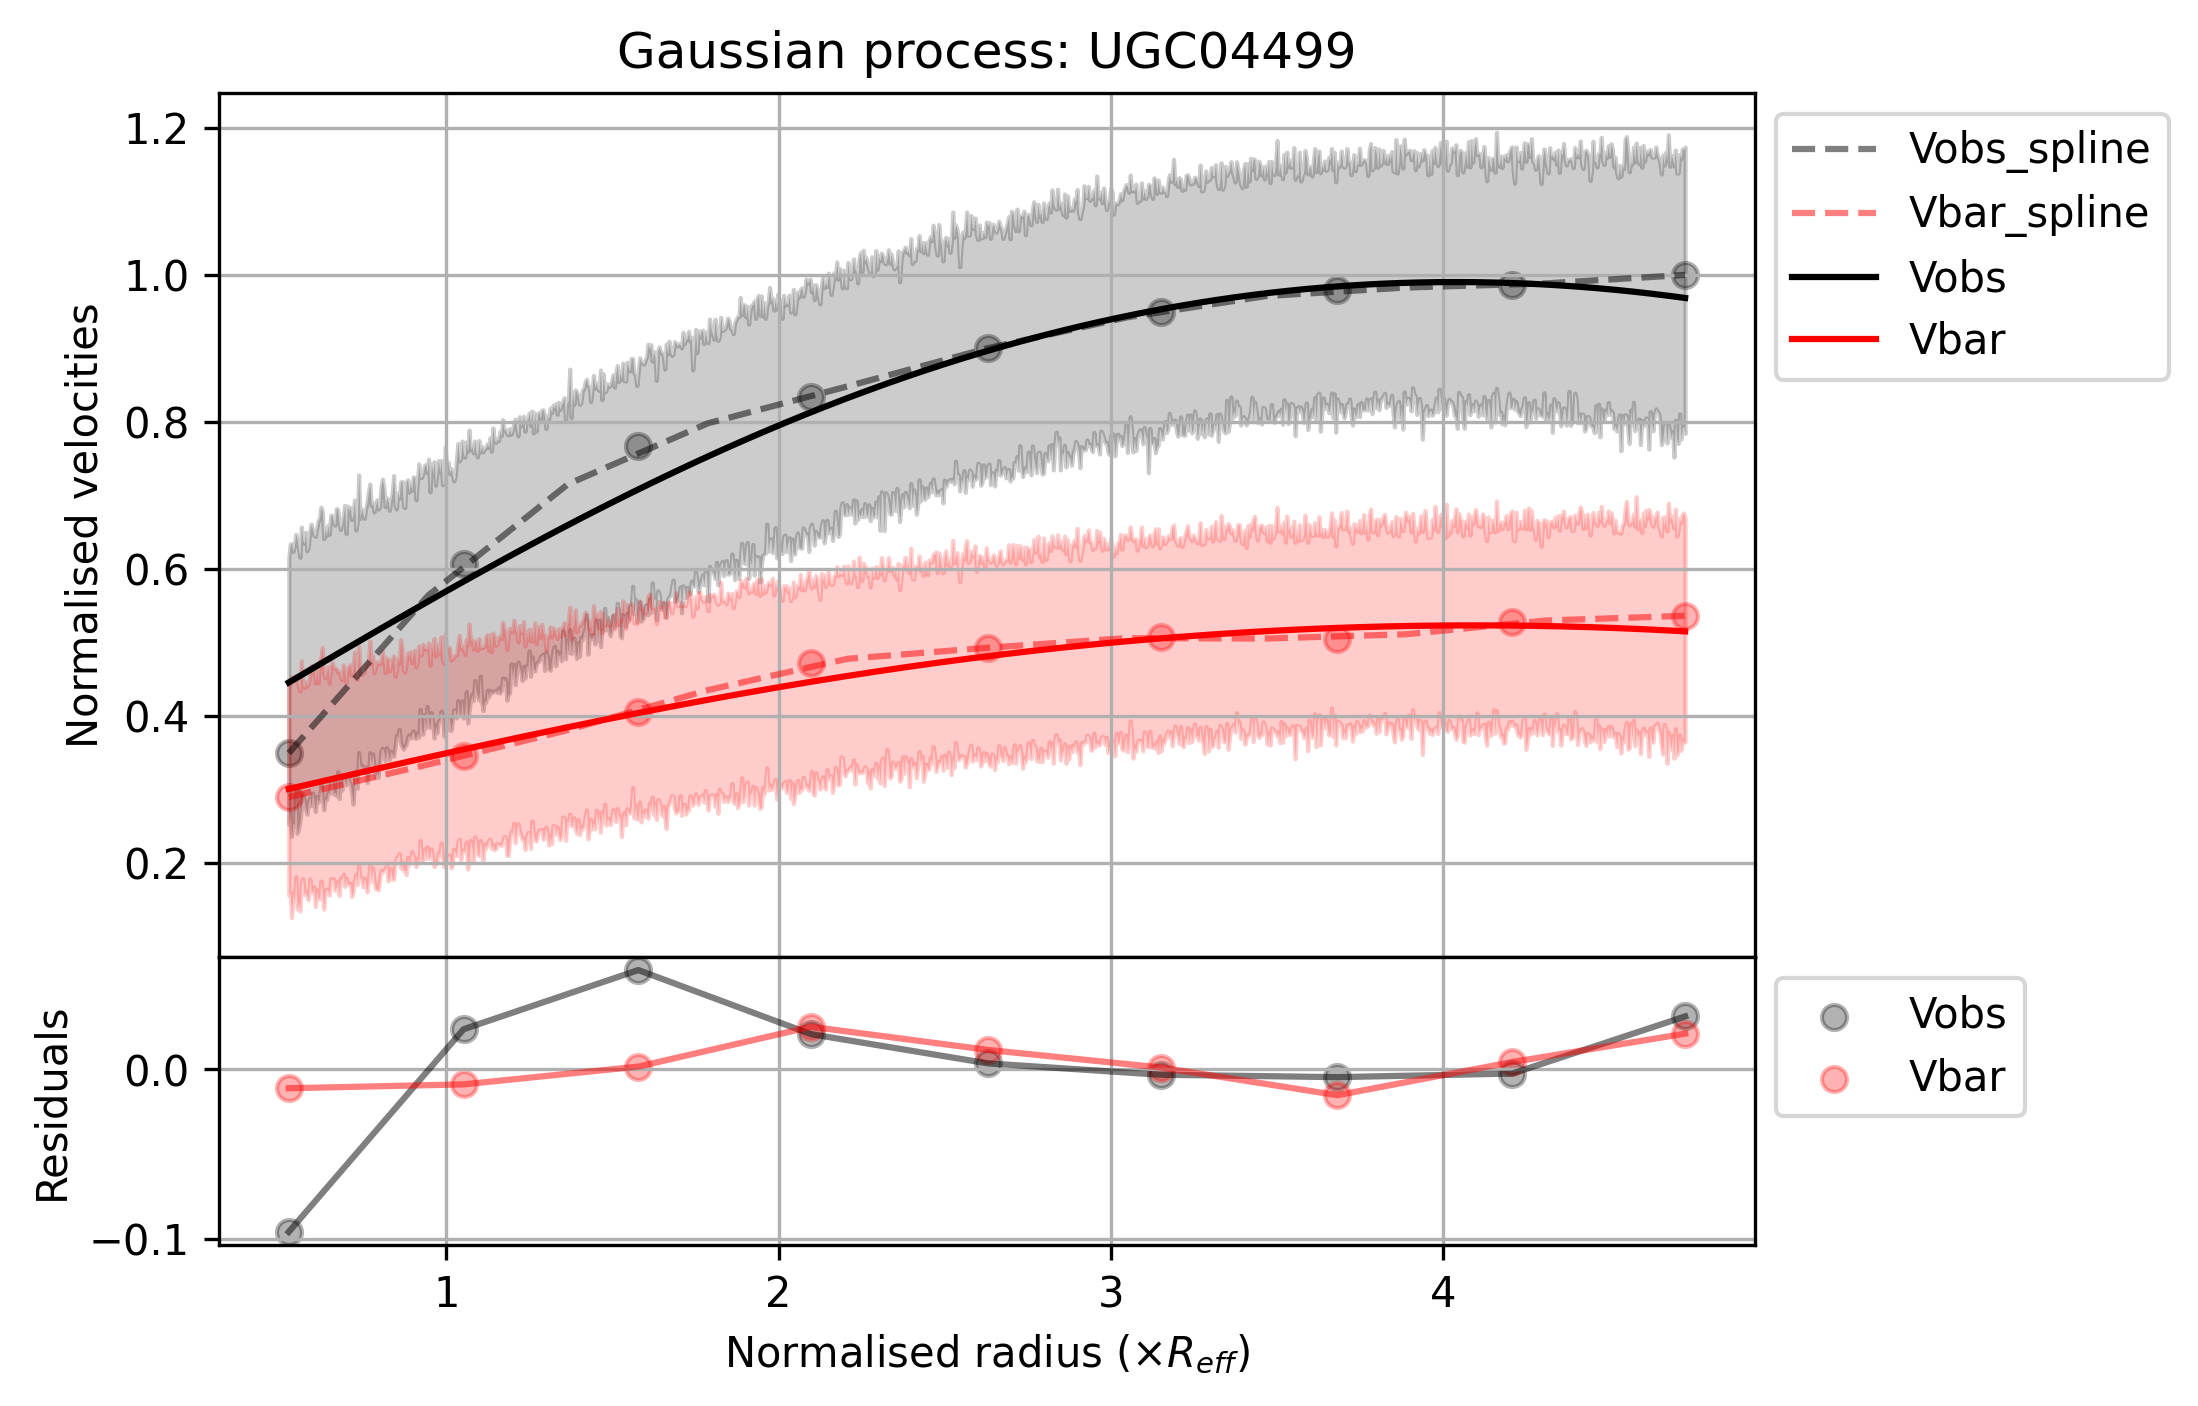 Gaussian process: UGC04499
Normalised velocities
1.2
1.0
0.8
0.6
0.4
0.2
Vobs_spline
Vbar_spline
Vobs
Vbar
Residuals
0.0
−0.1
Vobs
Vbar
1 2 3 4
Normalised radius (×R_eff)